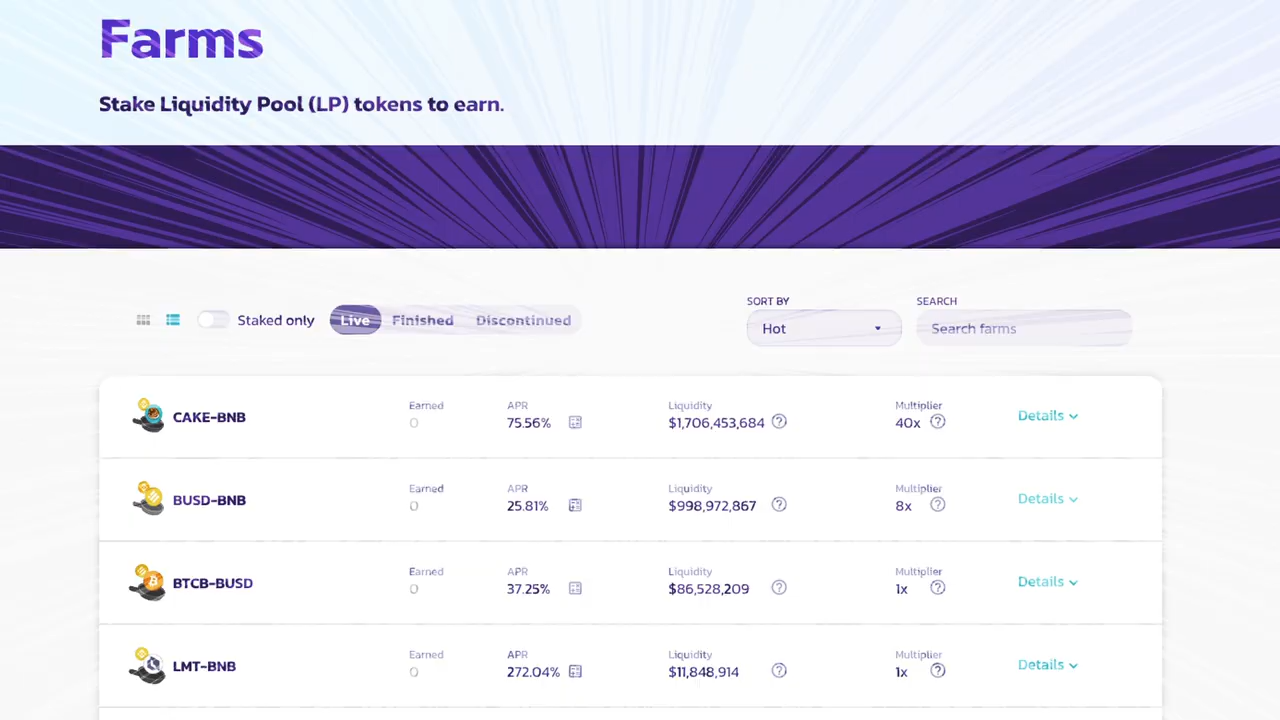 Farms
Stake Liquidity Pool (LP) tokens to earn.
SORT BY SEARCH
Staked only Live Finished Discontinued Hot Search farms
Earned APR Liquidity Multiplier
CAKE-BNB 0 75.56% $1,706,453,684 40x Details
Earned APR Liquidity Multiplier
BUSD-BNB 0 25.81% $998,972,867 8x Details
Earned APR Liquidity Multiplier
BTCB-BUSD 0 37.25% $86,528,209 1x Details
Earned APR Liquidity Multiplier
LMT-BNB 0 272.04% $11,848,914 1x Details